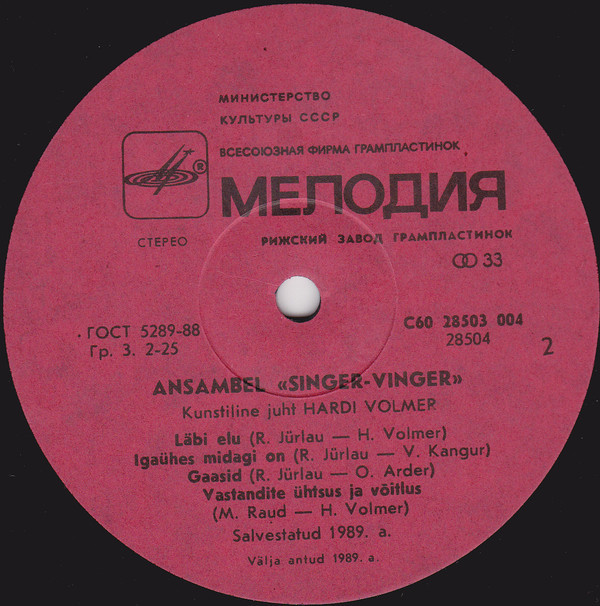 МИНИСТЕРСТВО
КУЛЬТУРЫ СССР
ВСЕСОЮЗНАЯ ФИРМА ГРАМПЛАСТИНОК
®
МЕЛОДИЯ
СТЕРЕО
РИЖСКИЙ ЗАВОД ГРАМПЛАСТИНОК
33
ГОСТ 5289-88
Гр. 3. 2-25
С60 28503 004
28504
2
ANSAMBEL «SINGER-VINGER»
Kunstiline juht HARDI VOLMER
Läbi elu (R. Jürlau — H. Volmer)
Igaühes midagi on (R. Jürlau — V. Kangur)
Gaasid (R. Jürlau — O. Arder)
Vastandite ühtsus ja võitlus
(M. Raud — H. Volmer)
Salvestatud 1989. a.
Välja antud 1989. a.